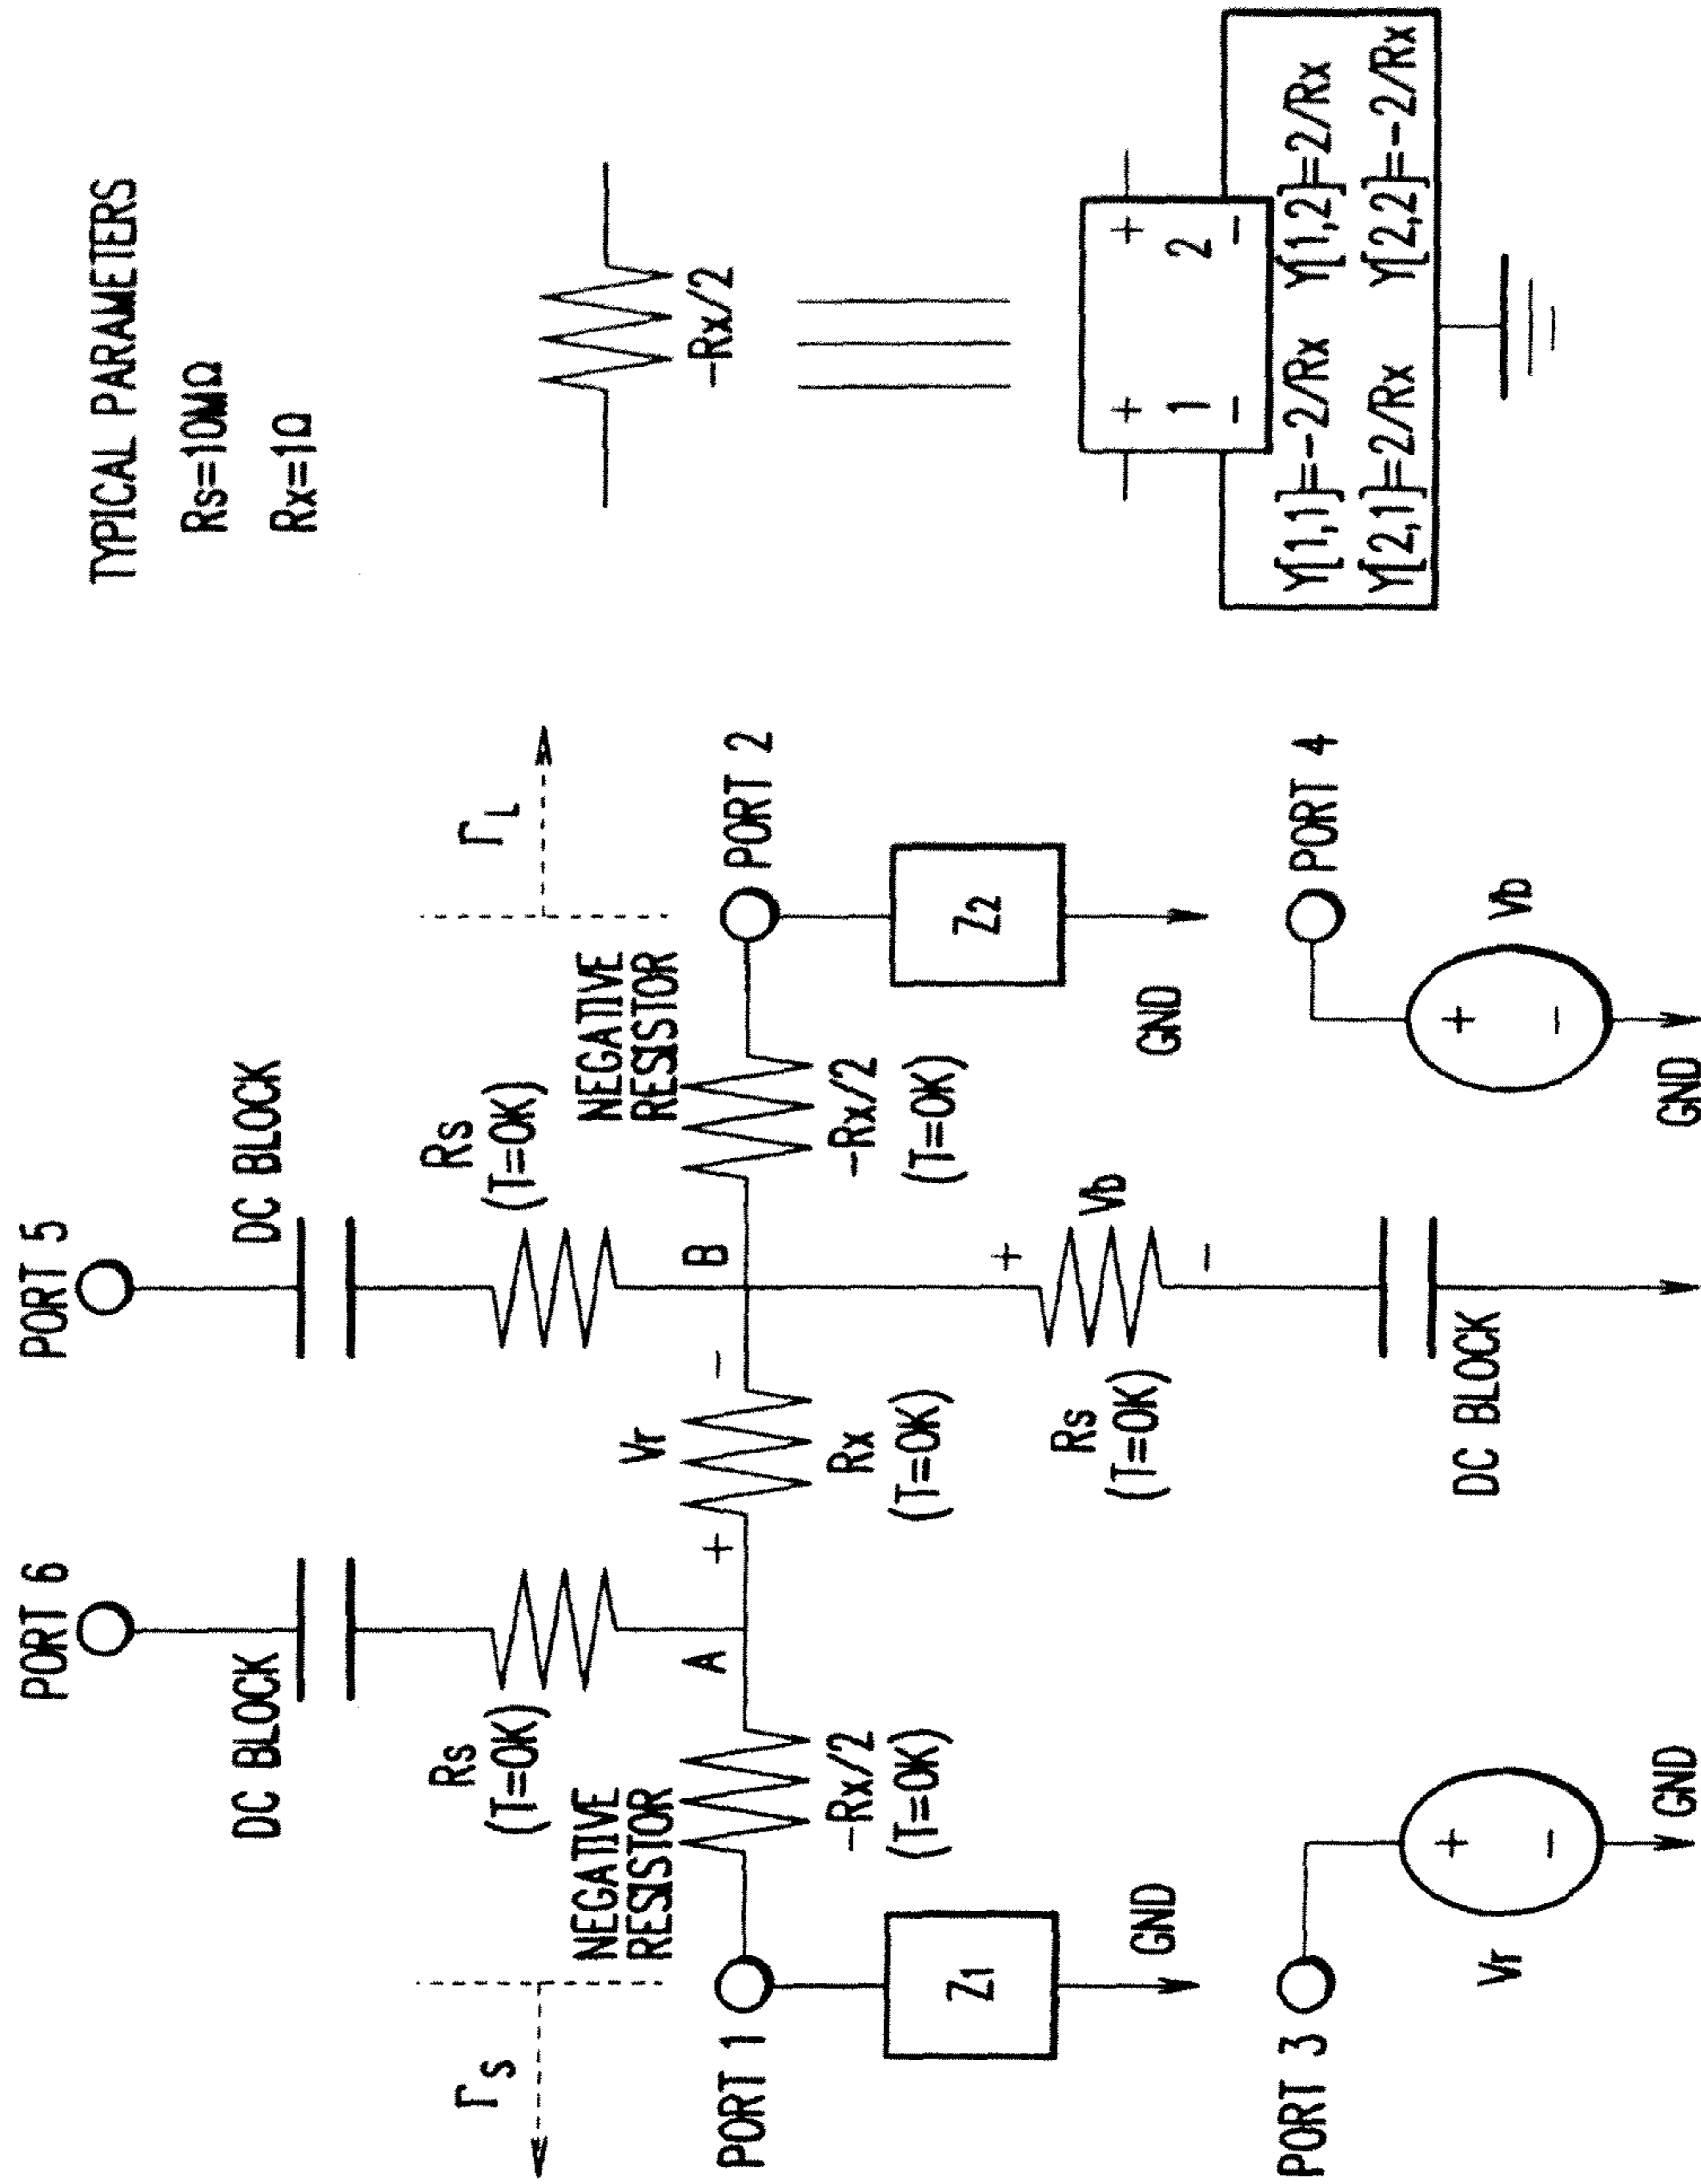 TYPICAL PARAMETERS
Rs=10MΩ
Rx=1Ω
-Rx/2
+
+
1
2
-
-
Y[1,1]=-2/Rx
Y[1,2]=2/Rx
Y[2,1]=2/Rx
Y[2,2]=-2/Rx
PORT 6
PORT 5
DC BLOCK
DC BLOCK
Rs
(T=0K)
Rs
(T=0K)
ΓS
ΓL
NEGATIVE
RESISTOR
NEGATIVE
RESISTOR
A
+
Vr
-
B
PORT 1
PORT 2
-Rx/2
(T=0K)
Rx
(T=0K)
-Rx/2
(T=0K)
Z1
Z2
GND
GND
Rs
(T=0K)
+
Vb
-
DC BLOCK
PORT 3
PORT 4
Vr
+
-
GND
Vb
+
-
GND